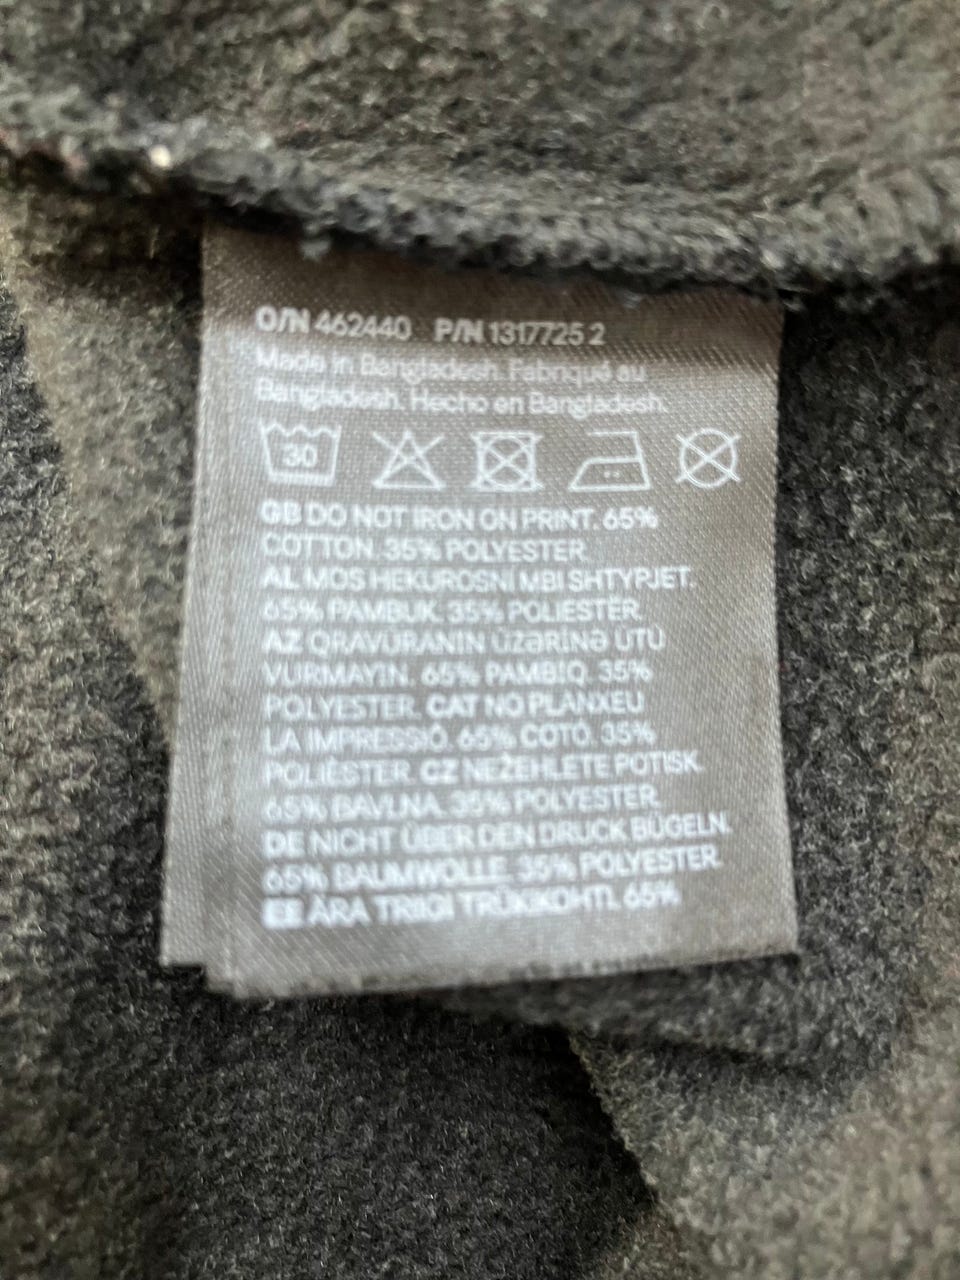 O/N 462440 P/N 1317725 2
Made in Bangladesh. Fabriqué au
Bangladesh. Hecho en Bangladesh.
30
GB DO NOT IRON ON PRINT. 65%
COTTON. 35% POLYESTER.
AL MOS HEKUROSNI MBI SHTYPJET.
65% PAMBUK. 35% POLIESTER.
AZ QRAVÜRANIN ÜZƏRİNƏ ÜTÜ
VURMAYIN. 65% PAMBIQ. 35%
POLYESTER. CAT NO PLANXEU
LA IMPRESSIÓ. 65% COTÓ. 35%
POLIÈSTER. CZ NEŽEHLETE POTISK.
65% BAVLNA. 35% POLYESTER.
DE NICHT ÜBER DEN DRUCK BÜGELN.
65% BAUMWOLLE. 35% POLYESTER.
EE ÄRA TRIIGI TRÜKIKOHTI. 65%